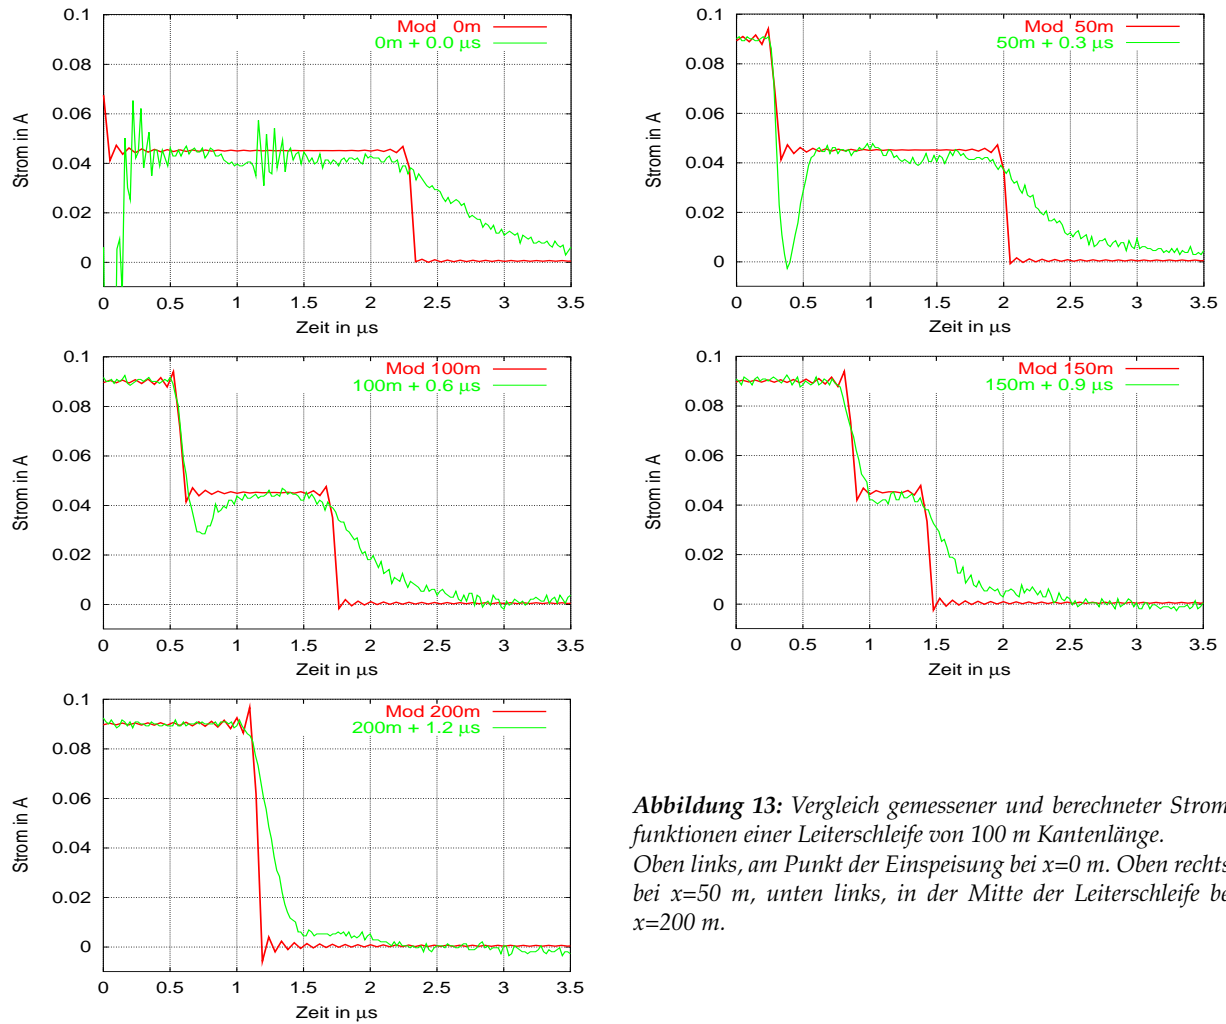 0.1
0.08
0.06
0.04
0.02
0
Strom in A
Mod 0m
0m + 0.0 µs
0 0.5 1 1.5 2 2.5 3 3.5
Zeit in µs
0.1
0.08
0.06
0.04
0.02
0
Strom in A
Mod 50m
50m + 0.3 µs
0 0.5 1 1.5 2 2.5 3 3.5
Zeit in µs
0.1
0.08
0.06
0.04
0.02
0
Strom in A
Mod 100m
100m + 0.6 µs
0 0.5 1 1.5 2 2.5 3 3.5
Zeit in µs
0.1
0.08
0.06
0.04
0.02
0
Strom in A
Mod 150m
150m + 0.9 µs
0 0.5 1 1.5 2 2.5 3 3.5
Zeit in µs
0.1
0.08
0.06
0.04
0.02
0
Strom in A
Mod 200m
200m + 1.2 µs
0 0.5 1 1.5 2 2.5 3 3.5
Zeit in µs
Abbildung 13: Vergleich gemessener und berechneter Strom
funktionen einer Leiterschleife von 100 m Kantenlänge.
Oben links, am Punkt der Einspeisung bei x=0 m. Oben rechts
bei x=50 m, unten links, in der Mitte der Leiterschleife be
x=200 m.